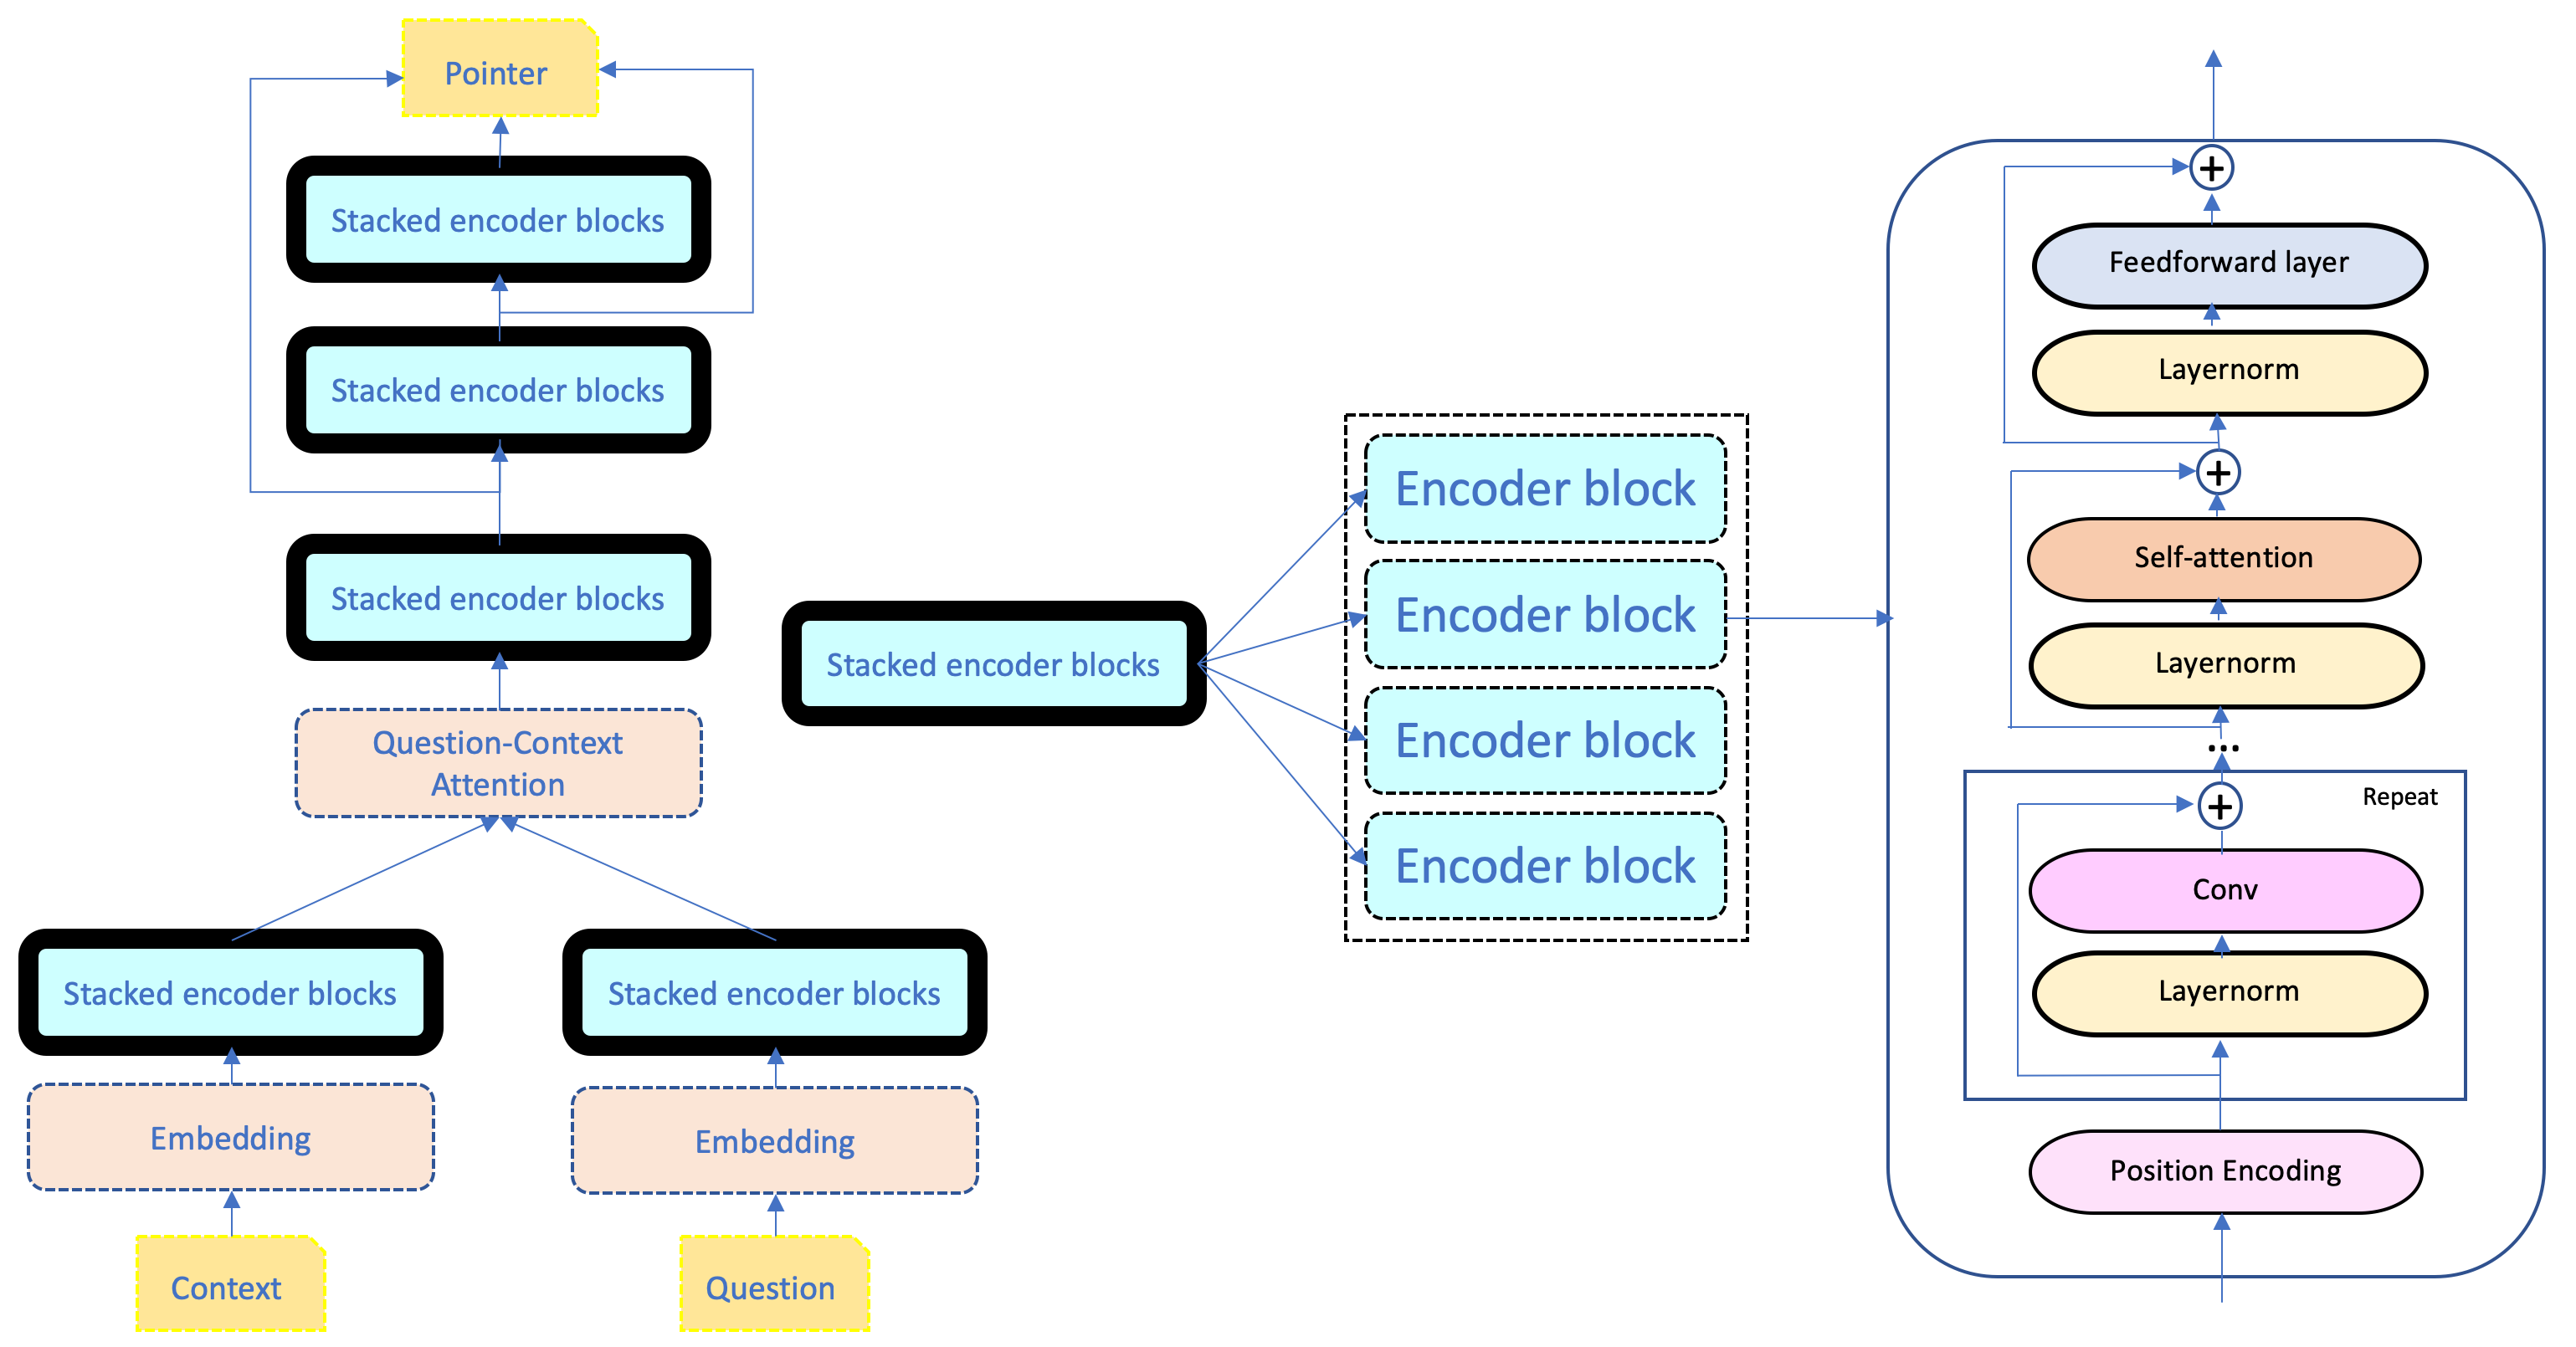 Pointer
Stacked encoder blocks
Stacked encoder blocks
Stacked encoder blocks
Question-Context
Attention
Stacked encoder blocks
Stacked encoder blocks
Embedding
Embedding
Context
Question
Stacked encoder blocks
Encoder block
Encoder block
Encoder block
Encoder block
+
Feedforward layer
Layernorm
+
Self-attention
Layernorm
...
Repeat
+
Conv
Layernorm
Position Encoding